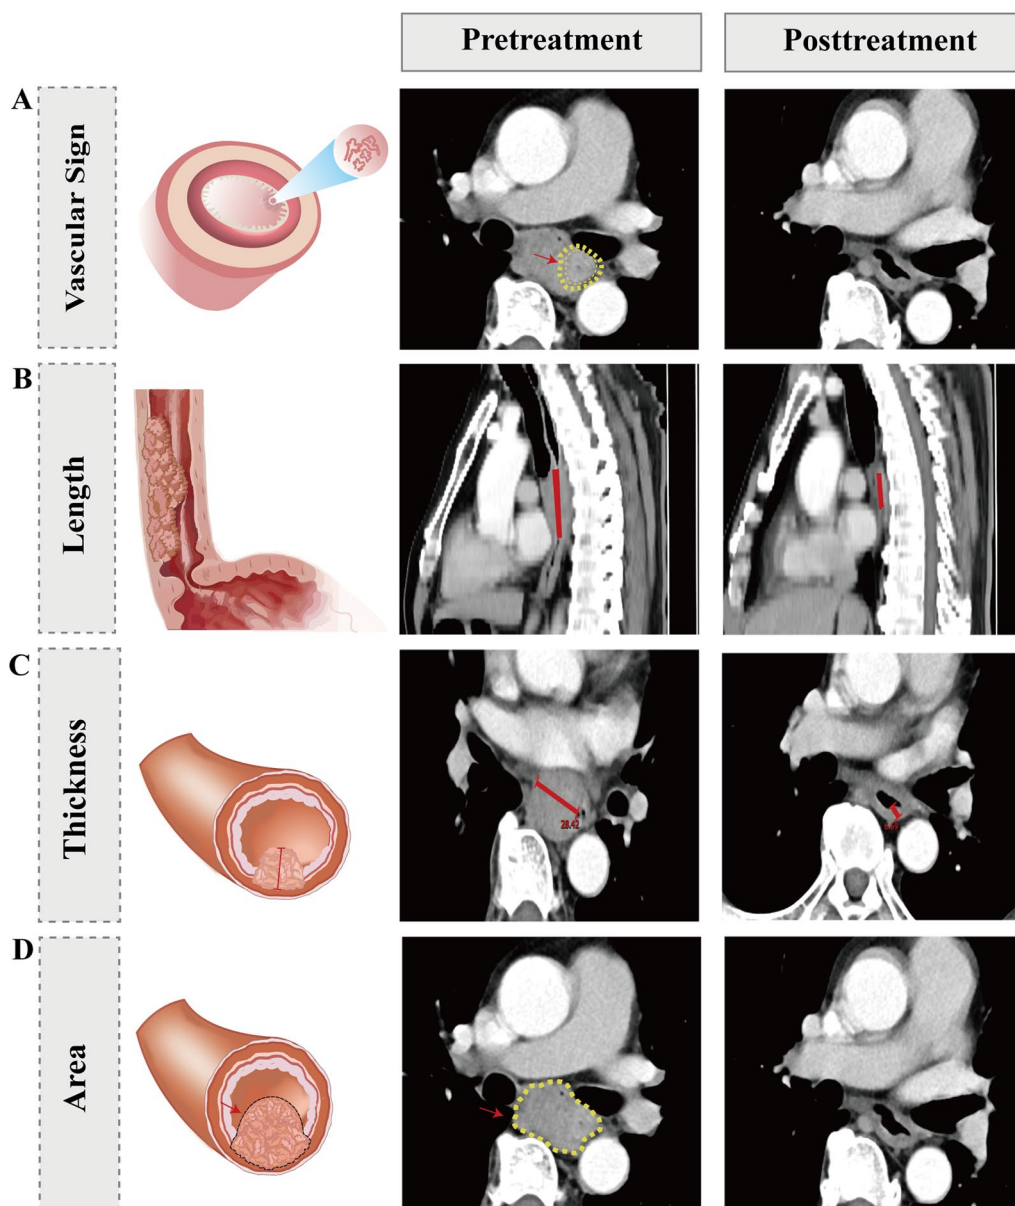 Pretreatment
Posttreatment
A
Vascular Sign
B
Length
C
Thickness
28.42
D
Area